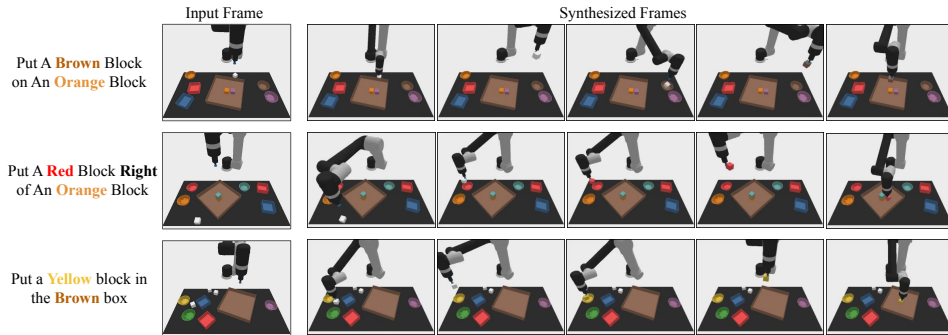 Input Frame
Synthesized Frames
Put A Brown Block
on An Orange Block
Put A Red Block Right
of An Orange Block
Put a Yellow block in
the Brown box